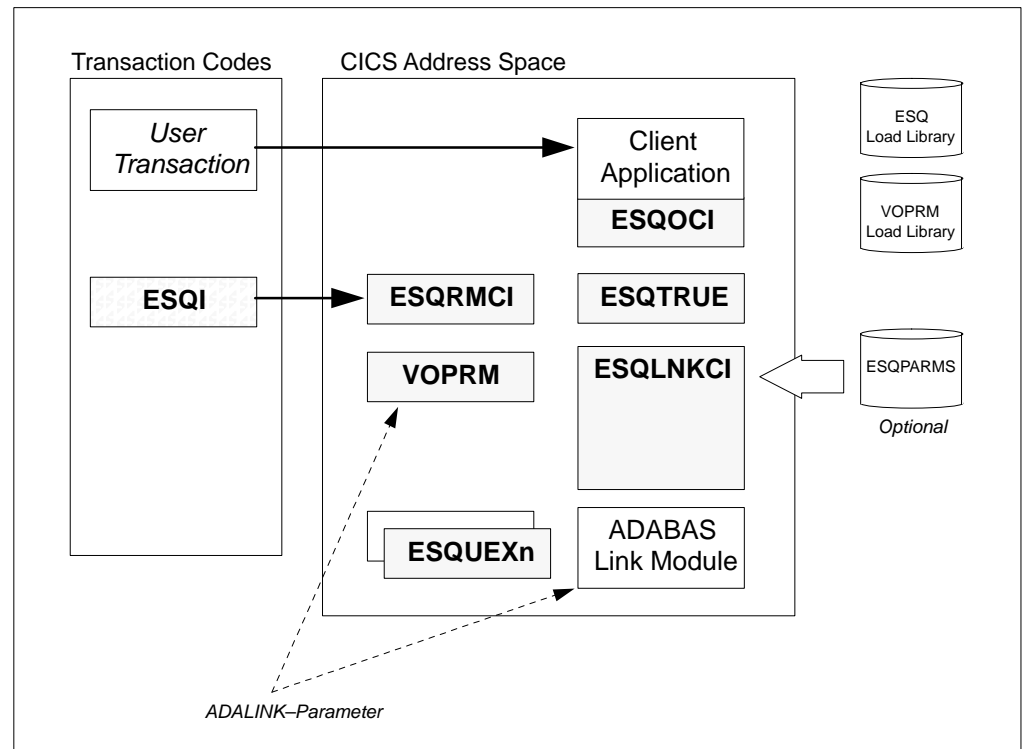 Transaction Codes
CICS Address Space
User
Transaction
Client
Application
ESQOCI
ESQ
Load Library
VOPRM
Load Library
ESQI
ESQRMCI
ESQTRUE
VOPRM
ESQLNKCI
ESQPARMS
Optional
ESQUEXn
ADABAS
Link Module
ADALINK–Parameter